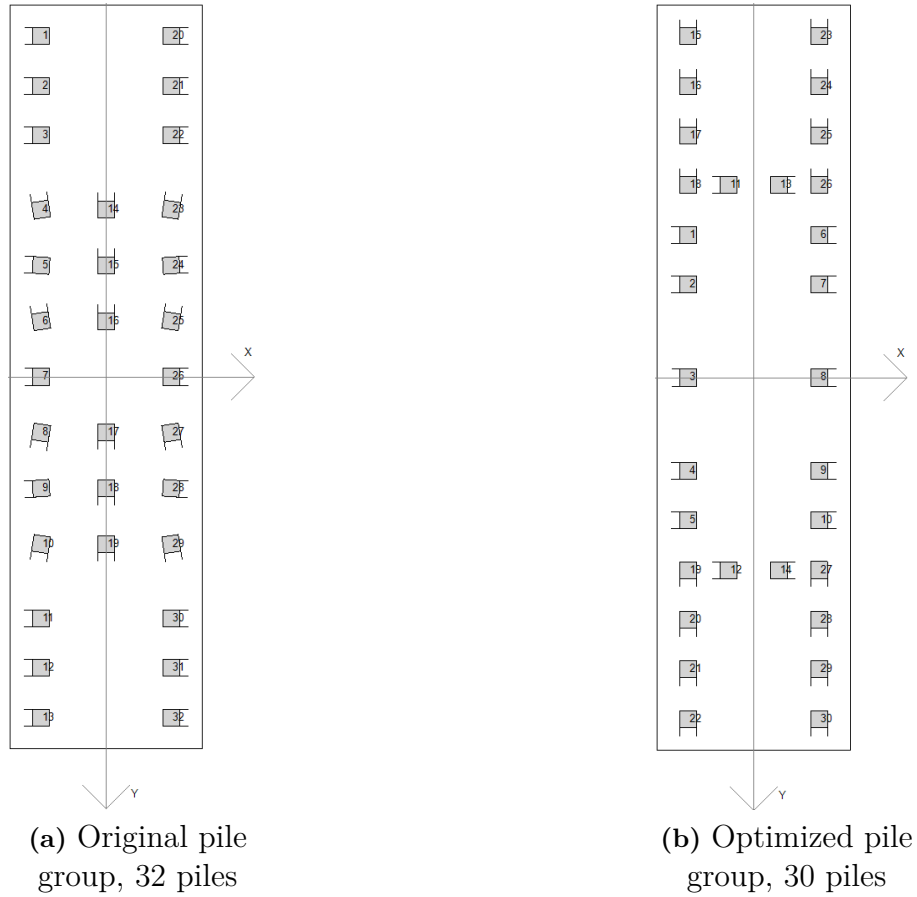 1 20
2 21
3 22
4 14 23
5 15 24
6 16 25
X
7 26
8 17 27
9 18 28
10 19 29
11 30
12 31
13 32
Y
(a) Original pile
group, 32 piles
15 23
16 24
17 25
18 11 13 26
1 6
2 7
X
3 8
4 9
5 10
19 12 14 27
20 28
21 29
22 30
Y
(b) Optimized pile
group, 30 piles